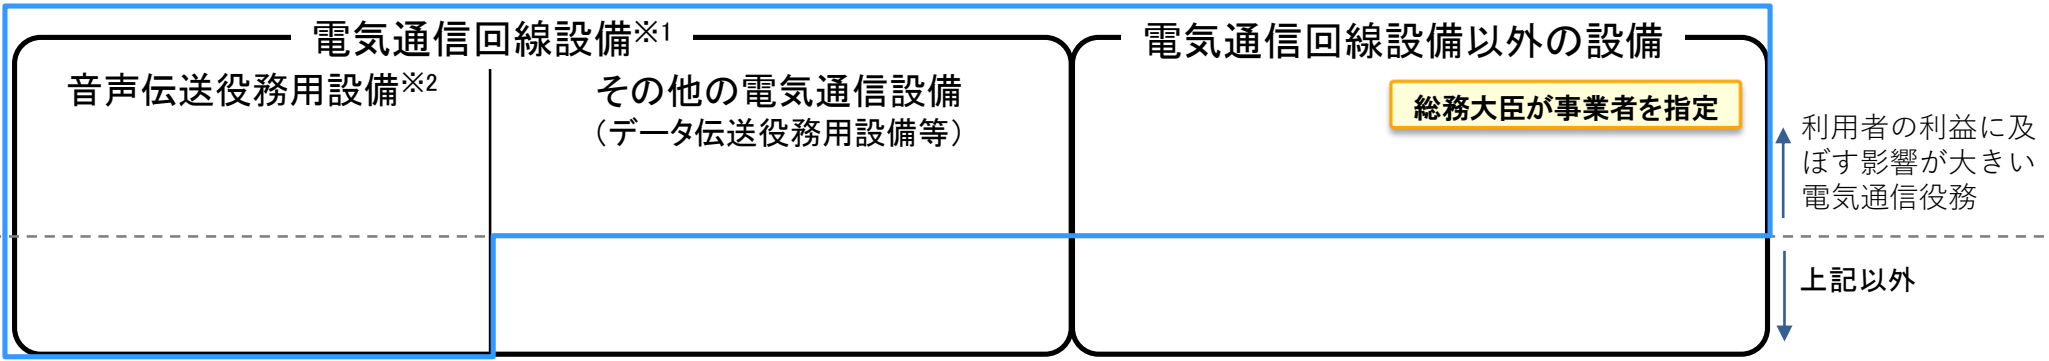 電気通信回線設備※1
電気通信回線設備以外の設備
音声伝送役務用設備※2
その他の電気通信設備
（データ伝送役務用設備等）
総務大臣が事業者を指定
利用者の利益に及
ぼす影響が大きい
電気通信役務
上記以外